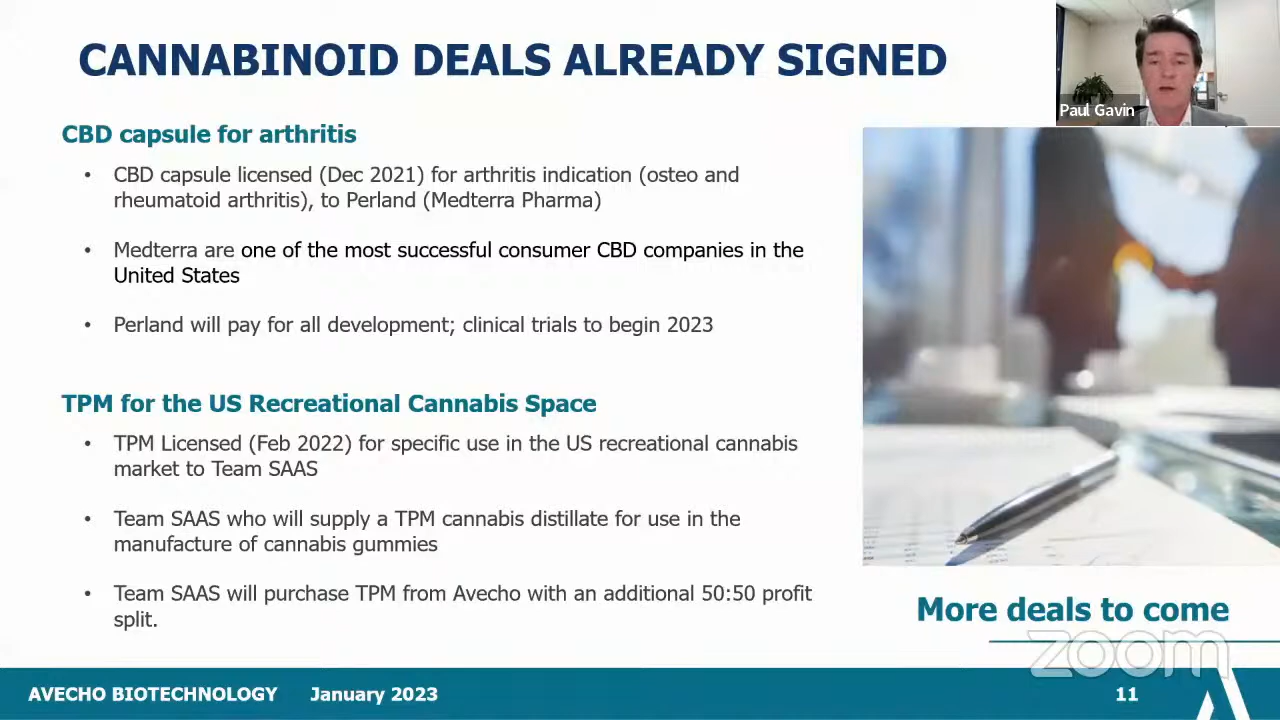 CANNABINOID DEALS ALREADY SIGNED
Paul Gavin
CBD capsule for arthritis
• CBD capsule licensed (Dec 2021) for arthritis indication (osteo and
rheumatoid arthritis), to Perland (Medterra Pharma)
• Medterra are one of the most successful consumer CBD companies in the
United States
• Perland will pay for all development; clinical trials to begin 2023
TPM for the US Recreational Cannabis Space
• TPM Licensed (Feb 2022) for specific use in the US recreational cannabis
market to Team SAAS
• Team SAAS who will supply a TPM cannabis distillate for use in the
manufacture of cannabis gummies
• Team SAAS will purchase TPM from Avecho with an additional 50:50 profit
split.
More deals to come
zoom
AVECHO BIOTECHNOLOGY January 2023 11